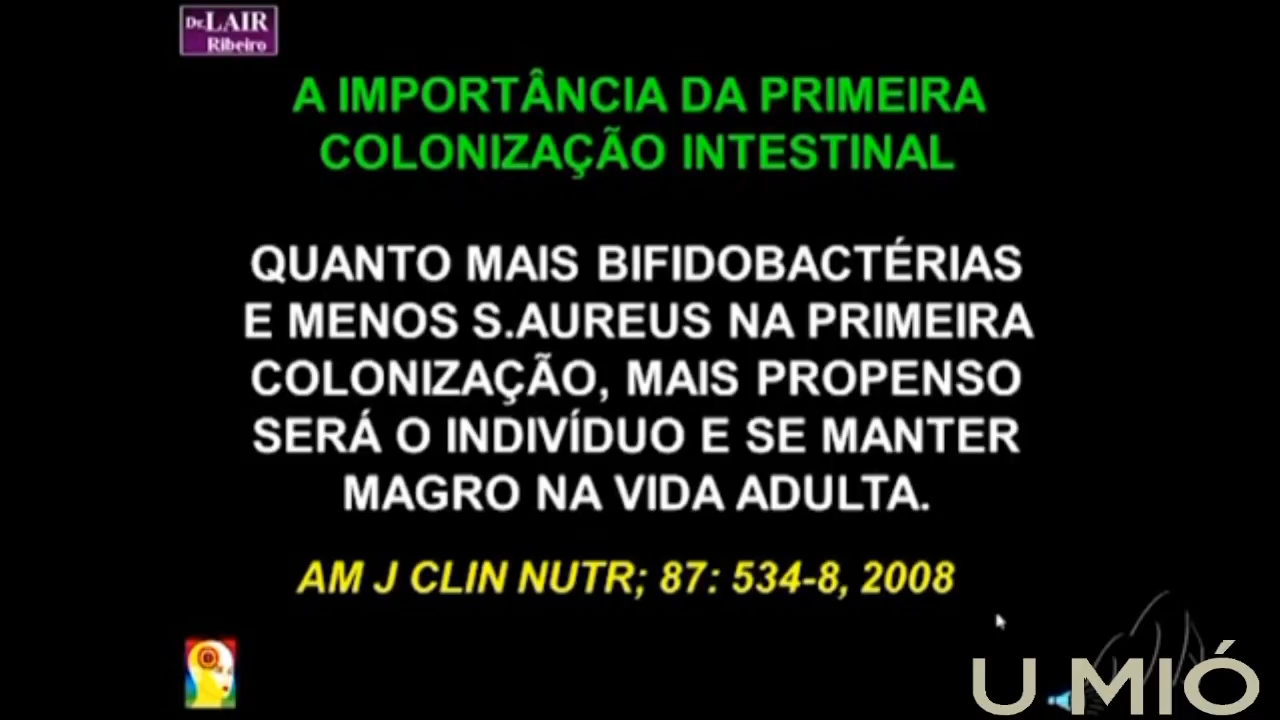 Dr. LAIR
Ribeiro
A IMPORTÂNCIA DA PRIMEIRA
COLONIZAÇÃO INTESTINAL
QUANTO MAIS BIFIDOBACTÉRIAS
E MENOS S.AUREUS NA PRIMEIRA
COLONIZAÇÃO, MAIS PROPENSO
SERÁ O INDIVÍDUO E SE MANTER
MAGRO NA VIDA ADULTA.
AM J CLIN NUTR; 87: 534-8, 2008
U MIÓ